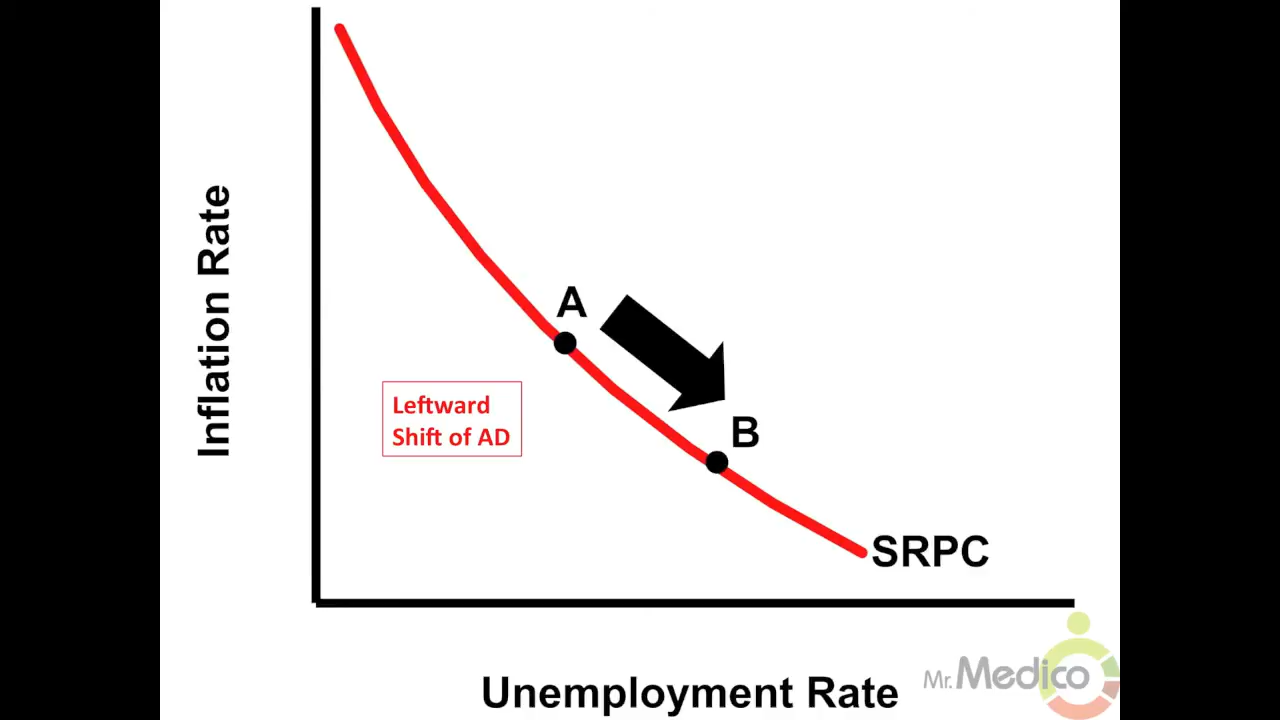 Inflation Rate
A
B
Leftward
Shift of AD
SRPC
Unemployment Rate
Mr. Medico